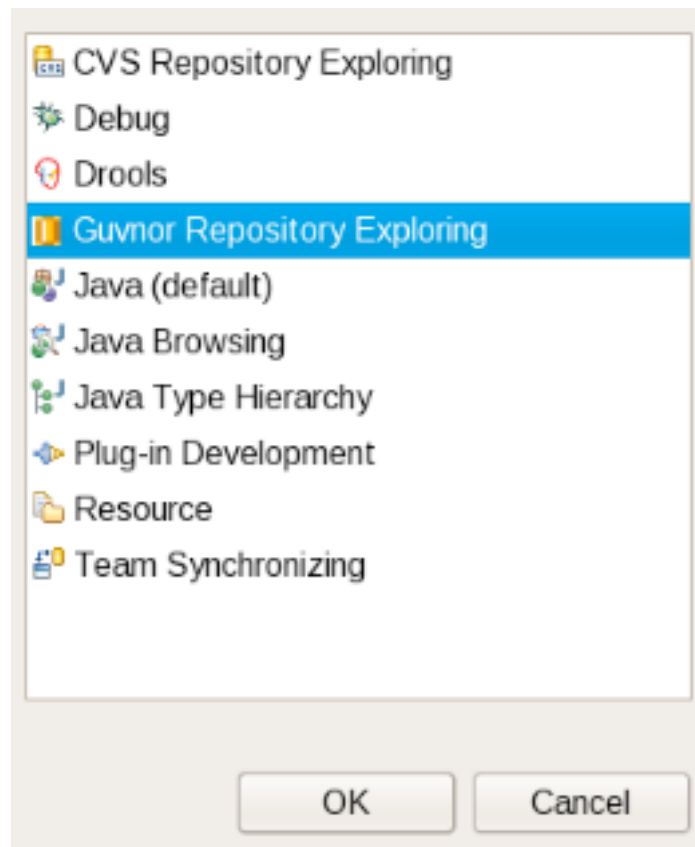 CVS Repository Exploring
Debug
Drools
Guvnor Repository Exploring
Java (default)
Java Browsing
Java Type Hierarchy
Plug-in Development
Resource
Team Synchronizing
OK Cancel